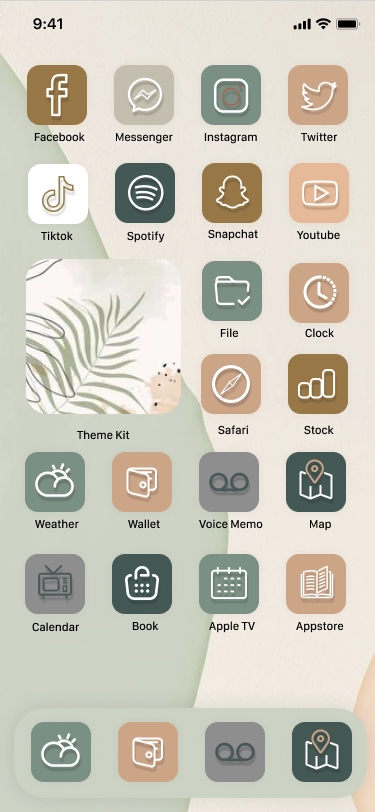 9:41
Facebook
Messenger
Instagram
Twitter
Tiktok
Spotify
Snapchat
Youtube
File
Clock
Theme Kit
Safari
Stock
Weather
Wallet
Voice Memo
Map
Calendar
Book
Apple TV
Appstore